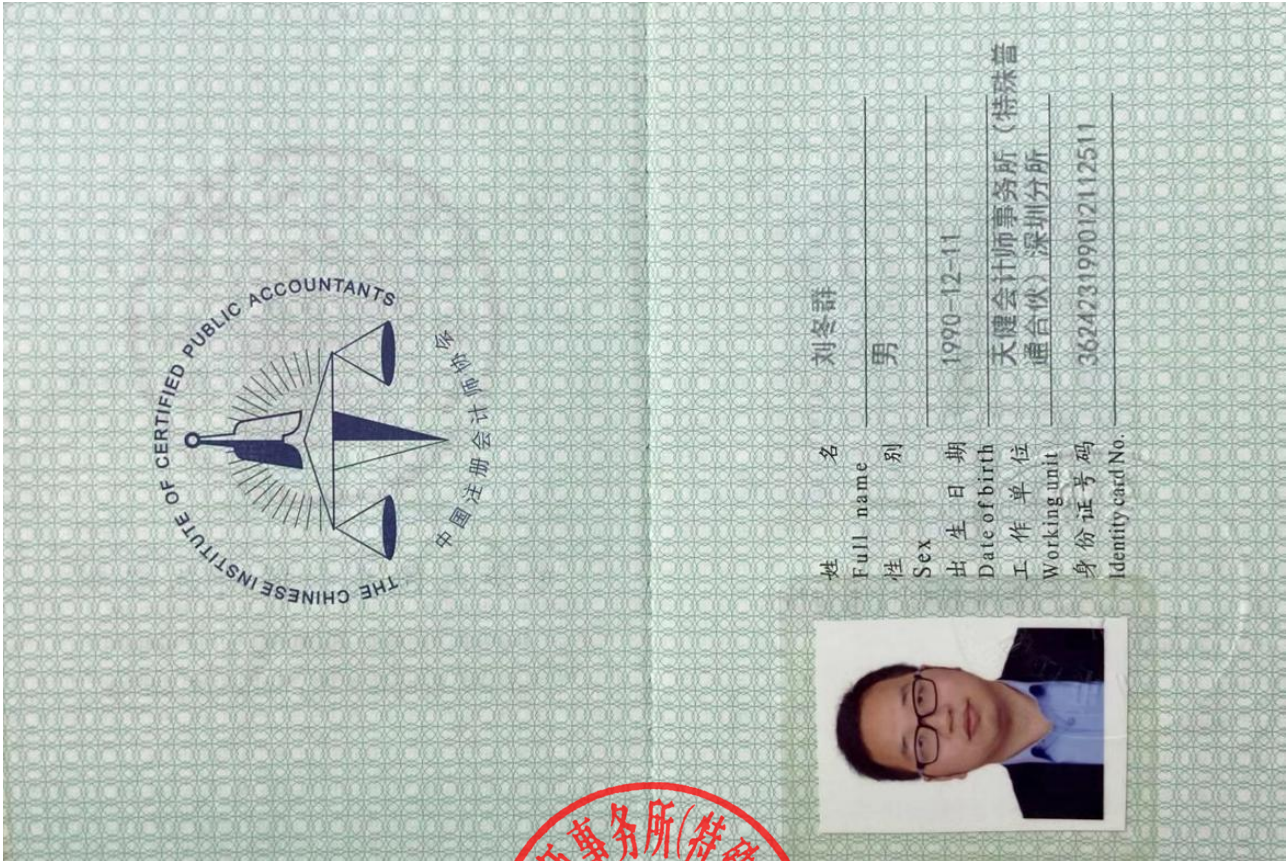 THE CHINESE INSTITUTE OF CERTIFIED PUBLIC ACCOUNTANTS
中国注册会计师协会
姓 名 刘冬群
Full name
性 别 男
Sex
出生日期 1990-12-11
Date of birth
工作单位 天健会计师事务所（特殊普
Working unit 通合伙）深圳分所
身份证号码 362423199012112511
Identity card No.
事务所(特殊